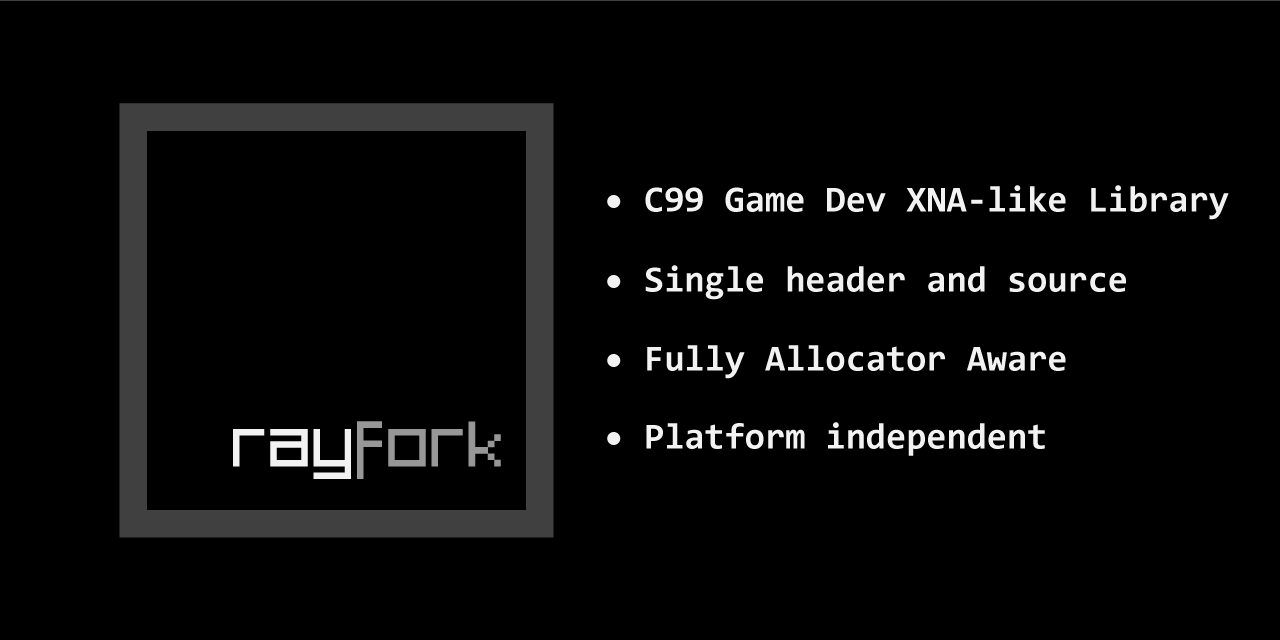 rayfork
• C99 Game Dev XNA-like Library
• Single header and source
• Fully Allocator Aware
• Platform independent